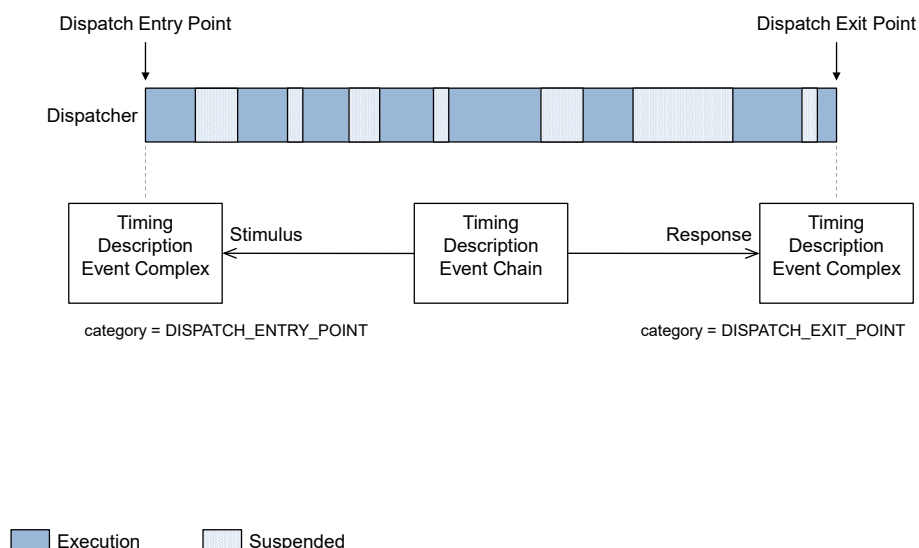 Dispatch Entry Point
Dispatch Exit Point
Dispatcher
Timing
Description
Event Complex
Stimulus
Timing
Description
Event Chain
Response
Timing
Description
Event Complex
category = DISPATCH_ENTRY_POINT
category = DISPATCH_EXIT_POINT
Execution
Suspended